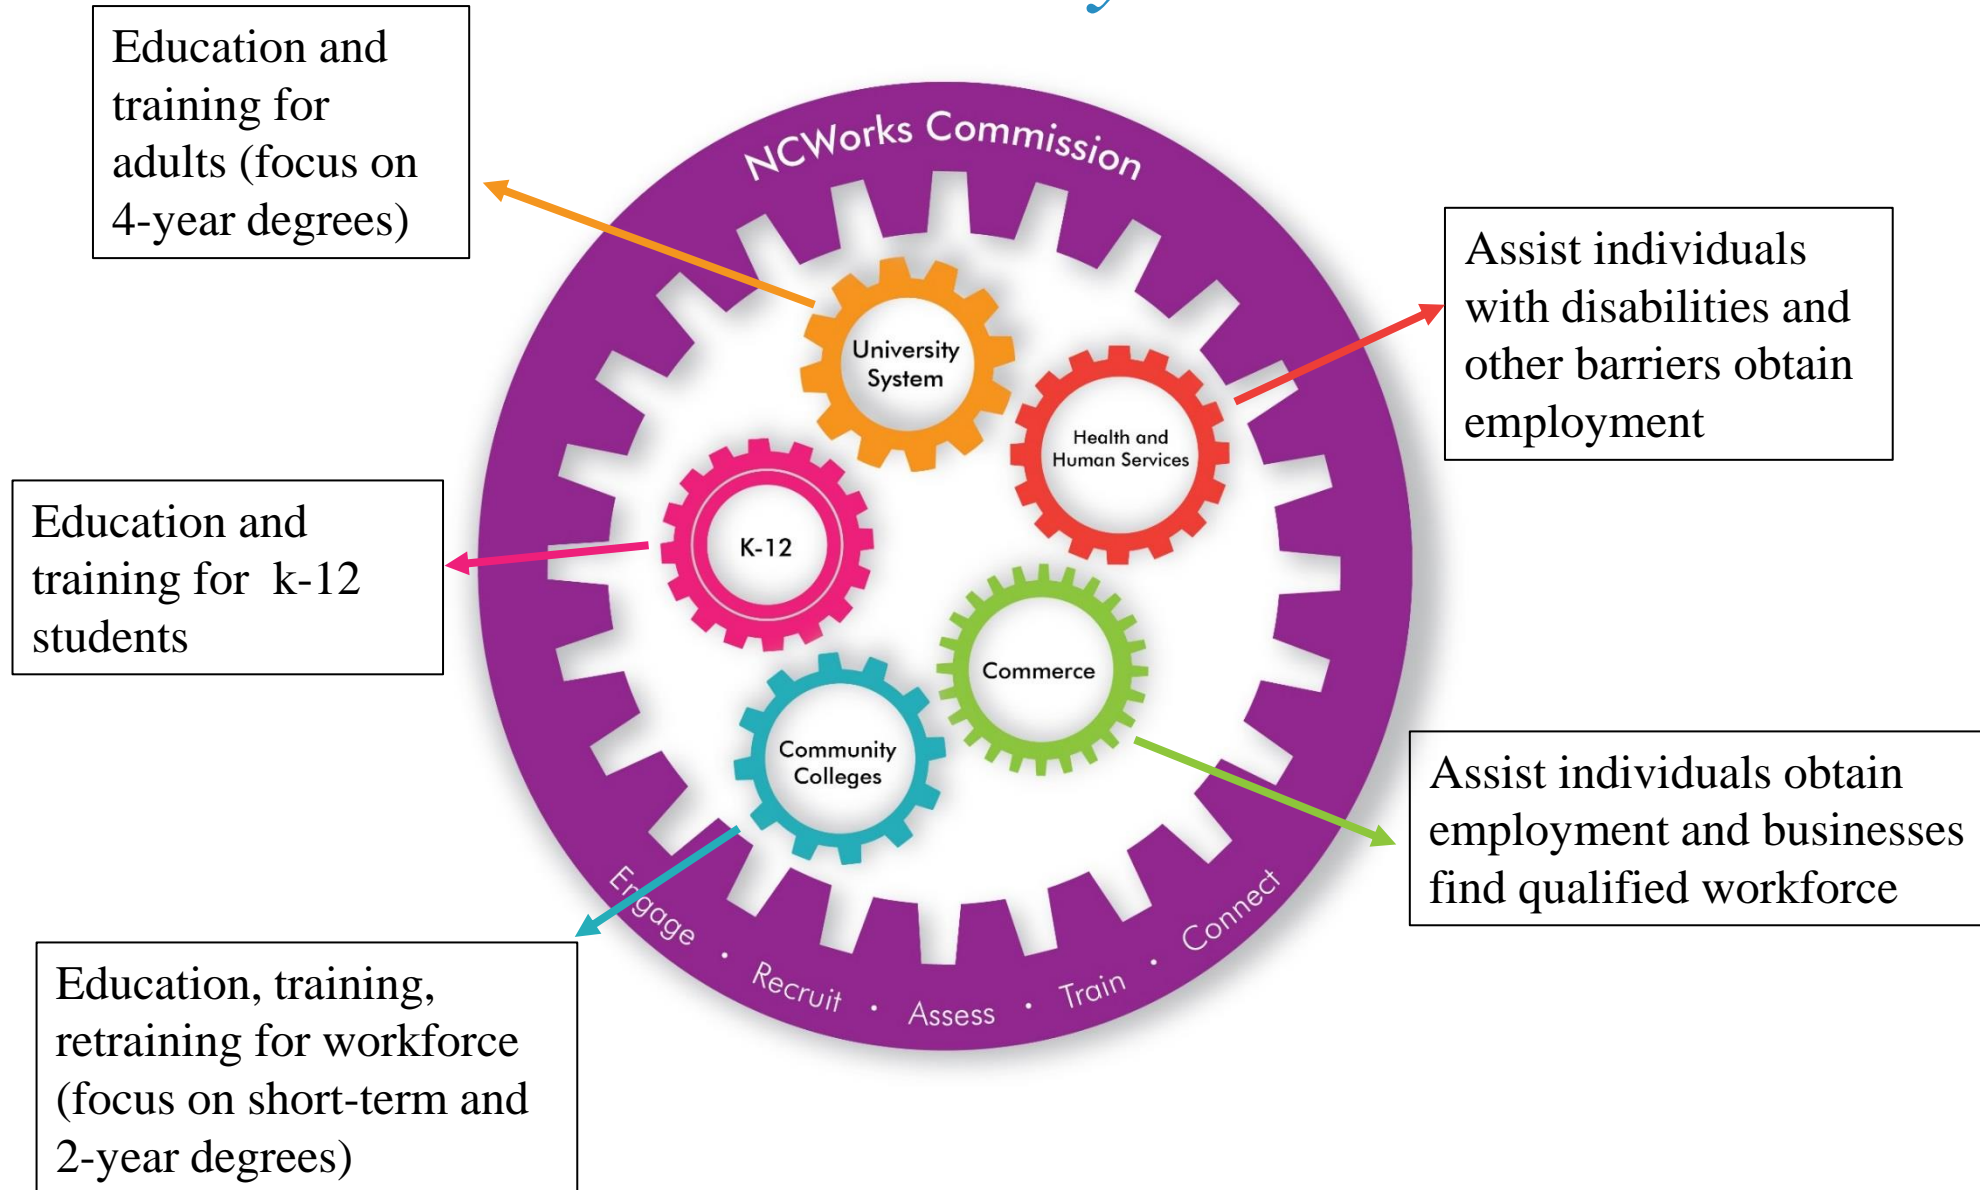 Education and
training for
adults (focus on
4-year degrees)
NCWorks Commission
Assist individuals
with disabilities and
other barriers obtain
employment
University
System
Health and
Human Services
Education and
training for k-12
students
K-12
Commerce
Community
Colleges
Assist individuals obtain
employment and businesses
find qualified workforce
Engage · Recruit · Assess · Train · Connect
Education, training,
retraining for workforce
(focus on short-term and
2-year degrees)